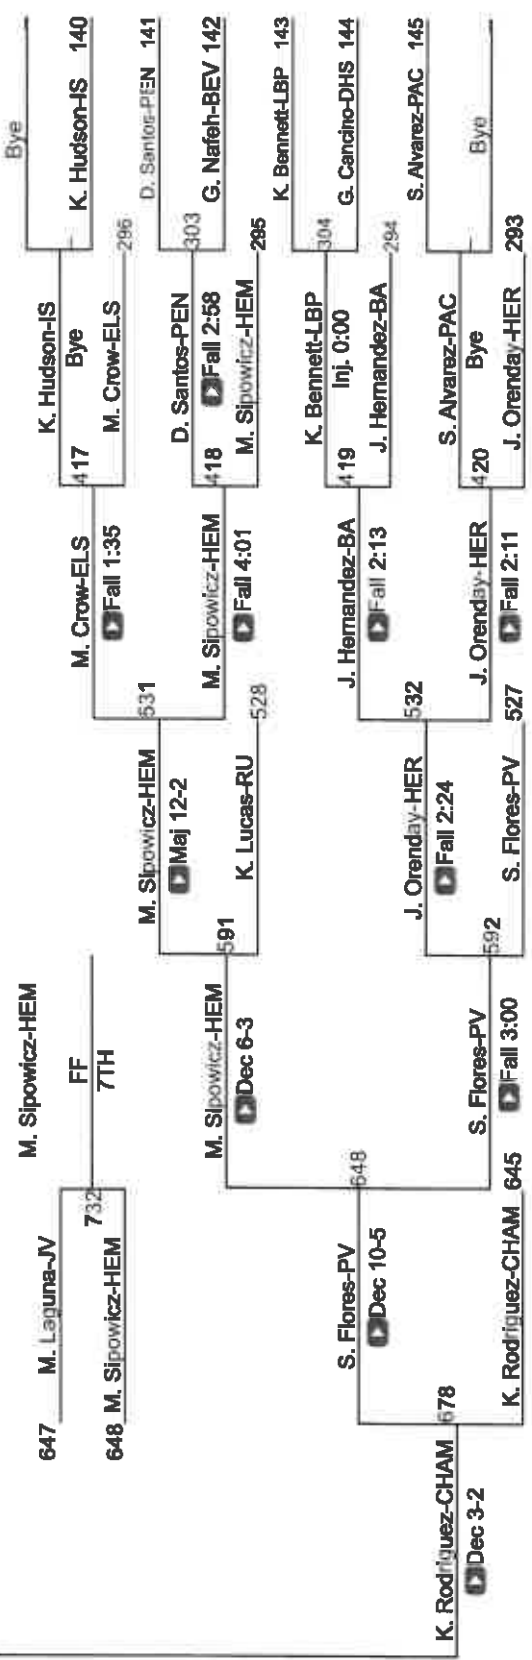 K. Rodriguez-CHAM
Dec 3-2
678
S. Flores-PV
Dec 10-5
K. Rodriguez-CHAM 645
647 M. Laguna-JV
732
648 M. Sipowicz-HEM
M. Sipowicz-HEM
FF
7TH
648
M. Sipowicz-HEM
Dec 6-3
S. Flores-PV
Fall 3:00
591
M. Sipowicz-HEM
Maj 12-2
K. Lucas-RU 528
592
J. Orenday-HER
Fall 2:24
S. Flores-PV 527
531
M. Crow-ELS
Fall 1:35
M. Sipowicz-HEM
Fall 4:01
532
J. Hernandez-BA
Fall 2:13
J. Orenday-HER
Fall 2:11
417
K. Hudson-IS
Bye
M. Crow-ELS 296
418
D. Santos-PEN
Fall 2:58
M. Sipowicz-HEM 295
419
K. Bennett-LBP
Inj. 0:00
J. Hernandez-BA 294
420
S. Alvarez-PAC
Bye
J. Orenday-HER 293
Bye
K. Hudson-IS 140
303
D. Santos-PEN 141
G. Nafeh-BEV 142
304
K. Bennett-LBP 143
G. Cancino-DHS 144
S. Alvarez-PAC 145
Bye